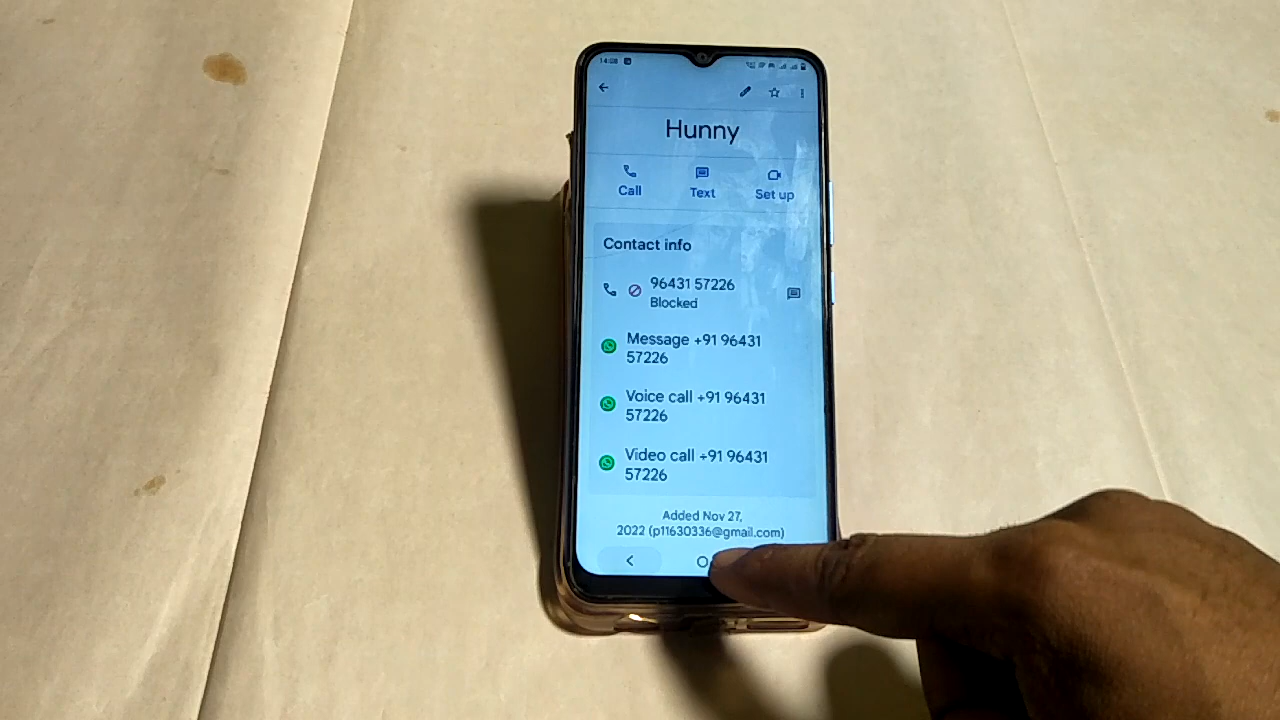 14:08
Hunny
Call Text Set up
Contact info
96431 57226
Blocked
Message +91 96431
57226
Voice call +91 96431
57226
Video call +91 96431
57226
Added Nov 27,
2022 (p11630336@gmail.com)